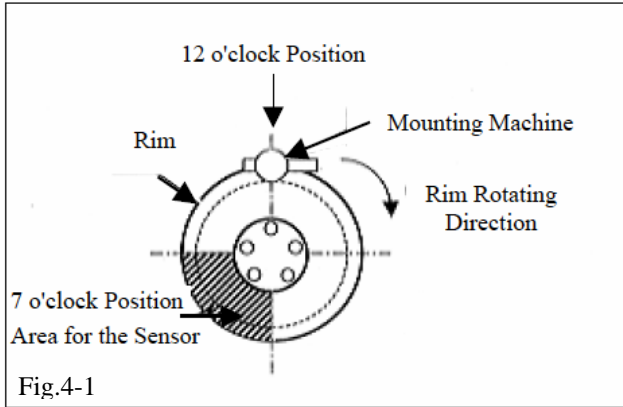 12 o'clock Position
Mounting Machine
Rim
Rim Rotating
Direction
7 o'clock Position
Area for the Sensor
Fig.4-1